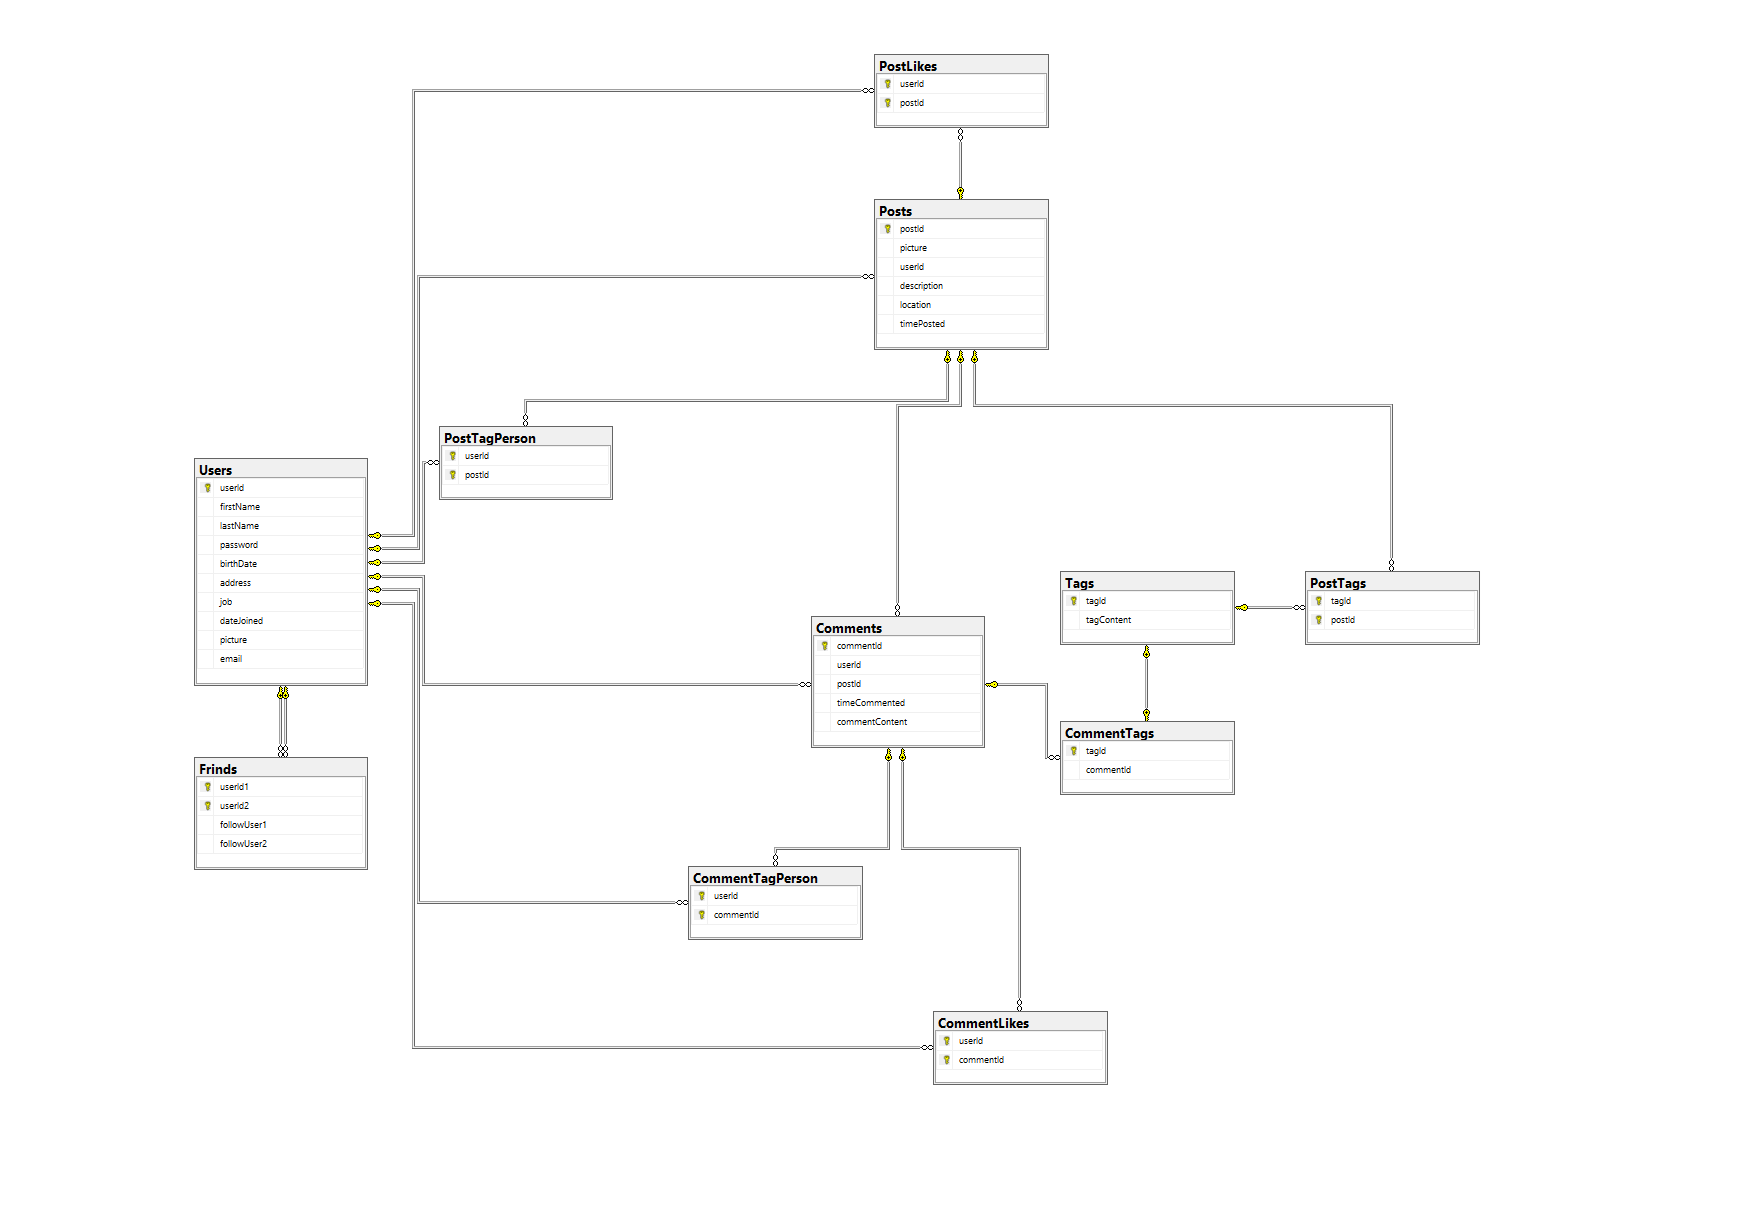 PostLikes
userId
postId
Posts
postId
picture
userId
description
location
timePosted
PostTagPerson
userId
postId
Users
userId
firstName
lastName
password
birthDate
address
job
dateJoined
picture
email
Tags
tagId
tagContent
PostTags
tagId
postId
Comments
commentId
userId
postId
timeCommented
commentContent
CommentTags
tagId
commentId
Frinds
userId1
userId2
followUser1
followUser2
CommentTagPerson
userId
commentId
CommentLikes
userId
commentId